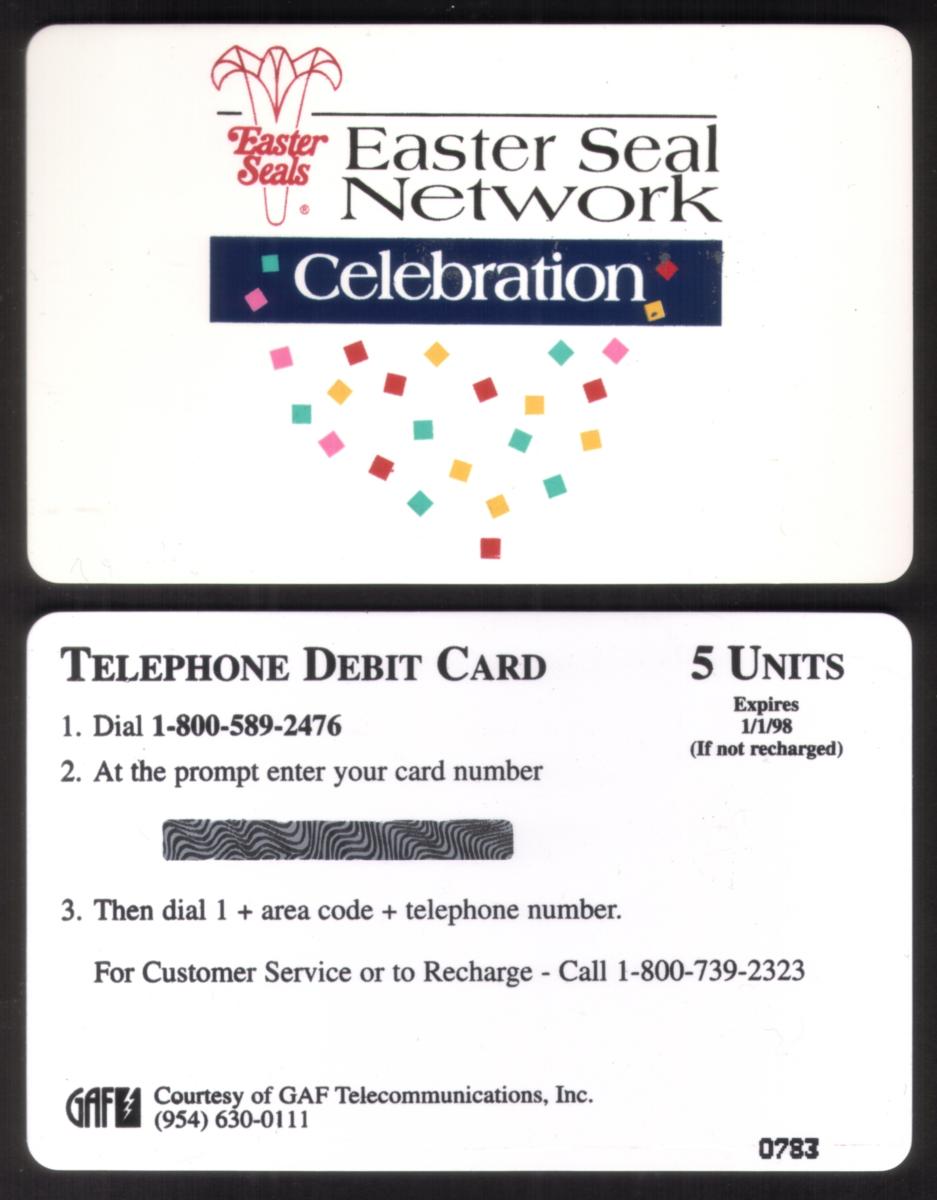 Easter
Seals
®
Easter Seal
Network
Celebration
TELEPHONE DEBIT CARD
5 UNITS
Expires
1/1/98
(If not recharged)
1. Dial 1-800-589-2476
2. At the prompt enter your card number
3. Then dial 1 + area code + telephone number.
For Customer Service or to Recharge - Call 1-800-739-2323
GAF
Courtesy of GAF Telecommunications, Inc.
(954) 630-0111
0783